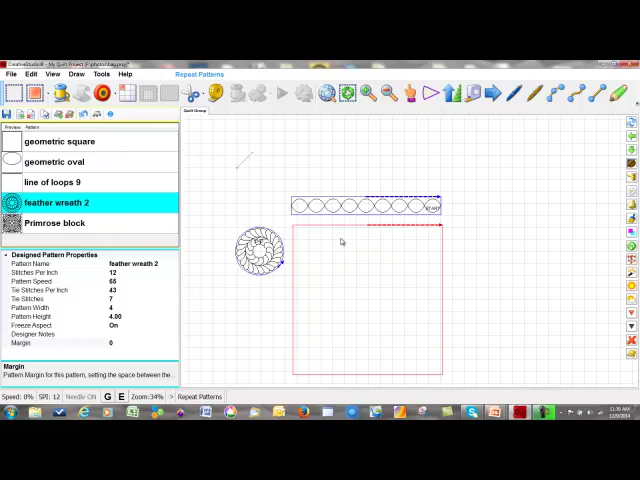 CreativeStudio® - My Quilt Project (F:\photos\bag.proj)*
File Edit View Draw Tools Help Repeat Patterns
Quilt Group
Preview Pattern
geometric square
geometric oval
line of loops 9
feather wreath 2
Primrose block
START
Designed Pattern Properties
Pattern Name feather wreath 2
Stitches Per Inch 12
Pattern Speed 65
Tie Stitches Per Inch 43
Tie Stitches 7
Pattern Width 4
Pattern Height 4.00
Freeze Aspect On
Designer Notes
Margin 0
Margin
Pattern Margin for this pattern, setting the space between the...
Speed: 0% SPI: 12 Needle ON G E Zoom:34% > Repeat Patterns
11:36 AM
12/9/2014